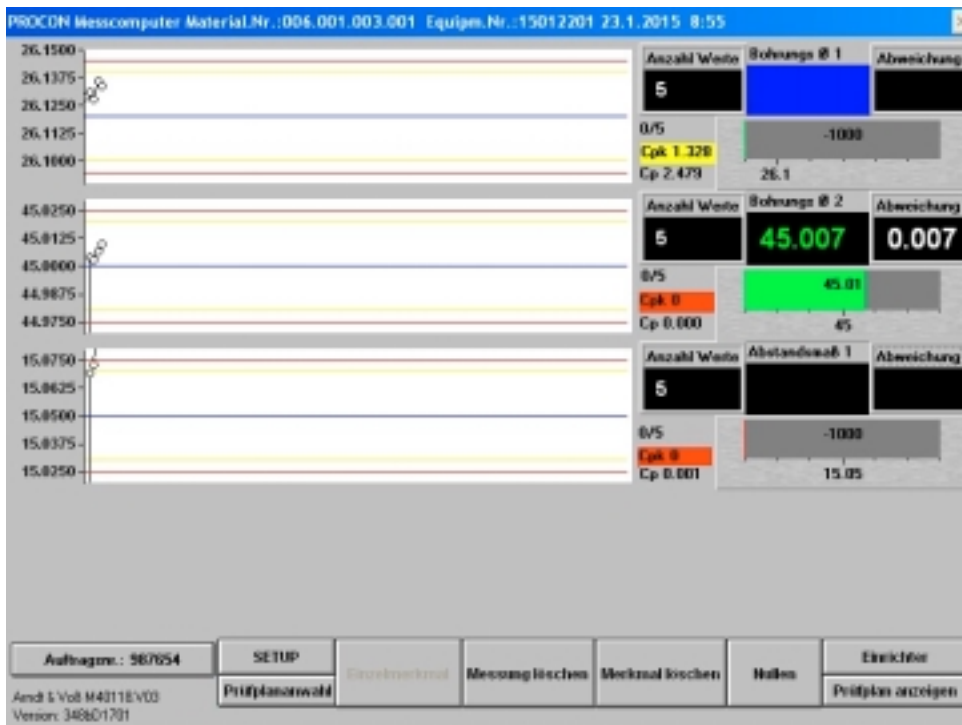 PROCON Messcomputer Material.Nr.:006.001.003.001 Equipm.Nr.:15012201 23.1.2015 8:55
26.1500
26.1375
26.1250
26.1125
26.1000
Anzahl Werte Bohrungs Ø 1 Abweichung
5
0/5
-1000
Cpk 1.328
Cp 2.479
26.1
45.0250
45.0125
45.0000
44.9875
44.9750
Anzahl Werte Bohrungs Ø 2 Abweichung
5 45.007 0.007
0/5
45.01
Cpk 0
Cp 0.000
45
15.0750
15.0625
15.0500
15.0375
15.0250
Anzahl Werte Abstandsmaß 1 Abweichung
5
0/5
-1000
Cpk 0
Cp 0.001
15.05
Auftragsnr.: 987654
SETUP
Prüfplananwahl
Einzelmerkmal
Messung löschen
Merkmal löschen
Nullen
Einrichter
Prüfplan anzeigen
Arndt & Voß M40118.V03
Version: 3486D1701